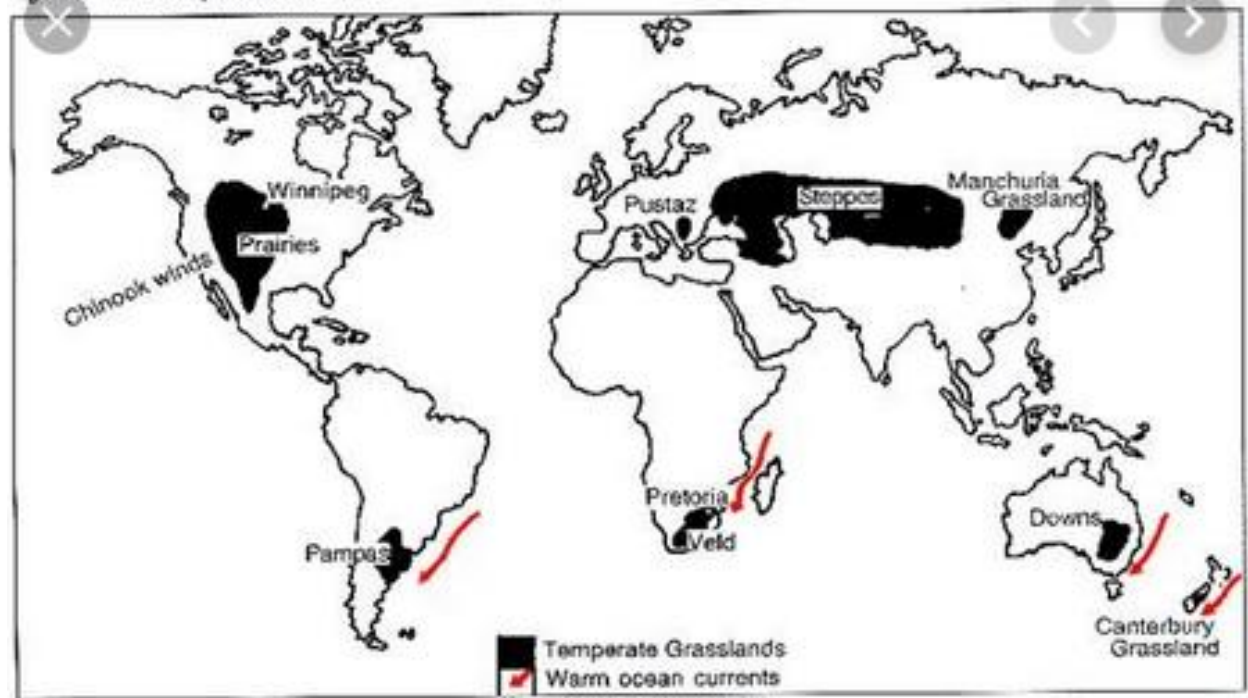 Winnipeg
Prairies
Chinook winds
Pustaz
Steppes
Manchuria
Grassland
Pretoria
Veld
Pampas
Downs
Canterbury
Grassland
Temperate Grasslands
Warm ocean currents